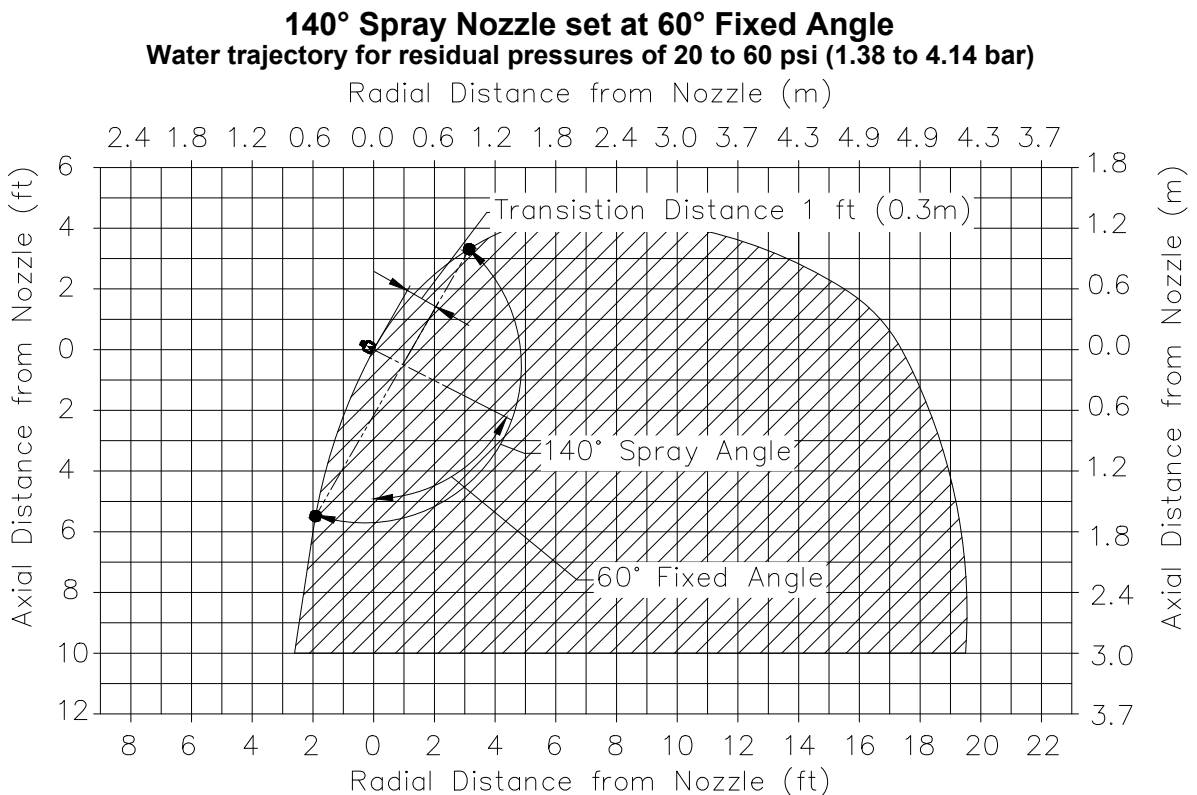 140° Spray Nozzle set at 60° Fixed Angle
Water trajectory for residual pressures of 20 to 60 psi (1.38 to 4.14 bar)
Radial Distance from Nozzle (m)
2.4 1.8 1.2 0.6 0.0 0.6 1.2 1.8 2.4 3.0 3.7 4.3 4.9 4.9 4.3 3.7
Axial Distance from Nozzle (ft)
6
4
2
0
2
4
6
8
10
12
Transistion Distance 1 ft (0.3m)
140° Spray Angle
60° Fixed Angle
1.8
1.2
0.6
0.0
0.6
1.2
1.8
2.4
3.0
3.7
Axial Distance from Nozzle (m)
8 6 4 2 0 2 4 6 8 10 12 14 16 18 20 22
Radial Distance from Nozzle (ft)